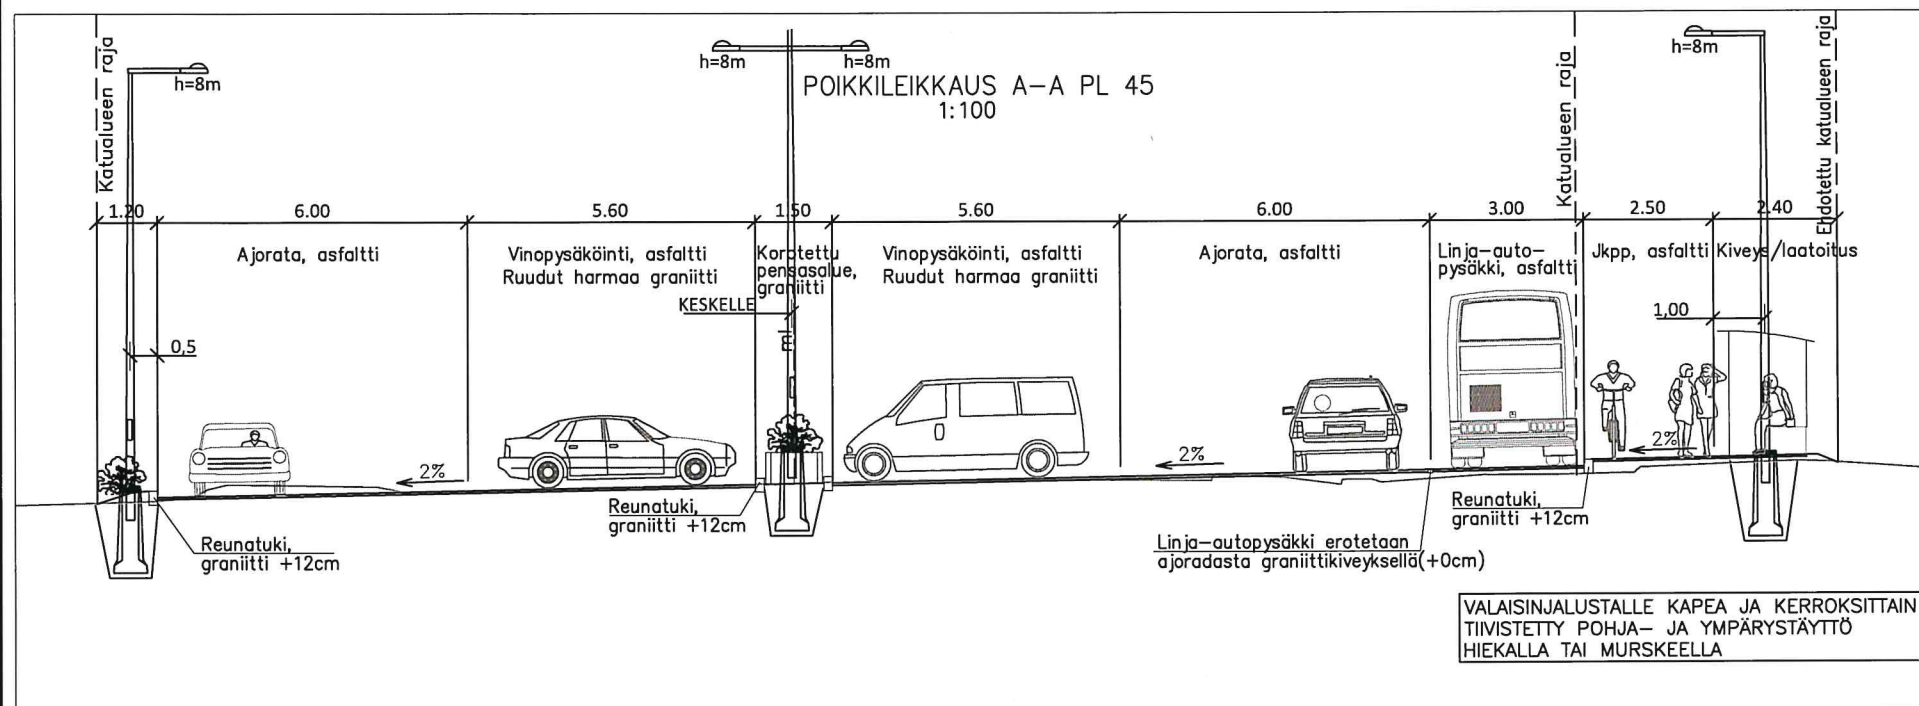 Katualueen raja
h=8m
h=8m
h=8m
POIKKILEIKKAUS A-A PL 45
1:100
Katualueen raja
h=8m
Ehdotettu katualueen raja
1.20
6.00
5.60
1.50
5.60
6.00
3.00
2.50
2.40
Ajorata, asfaltti
Vinopysäköinti, asfaltti
Ruudut harmaa graniitti
Korotettu
pensasalue,
graniitti
Vinopysäköinti, asfaltti
Ruudut harmaa graniitti
Ajorata, asfaltti
Linja-auto-
pysäkki, asfaltti
Jkpp, asfaltti
Kiveys/laatoitus
KESKELLE
ml
0,5
1,00
2%
2%
2%
Reunatuki,
graniitti +12cm
Reunatuki,
graniitti +12cm
Reunatuki,
graniitti +12cm
Linja-autopysäkki erotetaan
ajoradasta graniittikiveyksellä(+0cm)
VALAISINJALUSTALLE KAPEA JA KERROKSITTAIN
TIIVISTETTY POHJA- JA YMPÄRYSTÄYTTÖ
HIEKALLA TAI MURSKEELLA